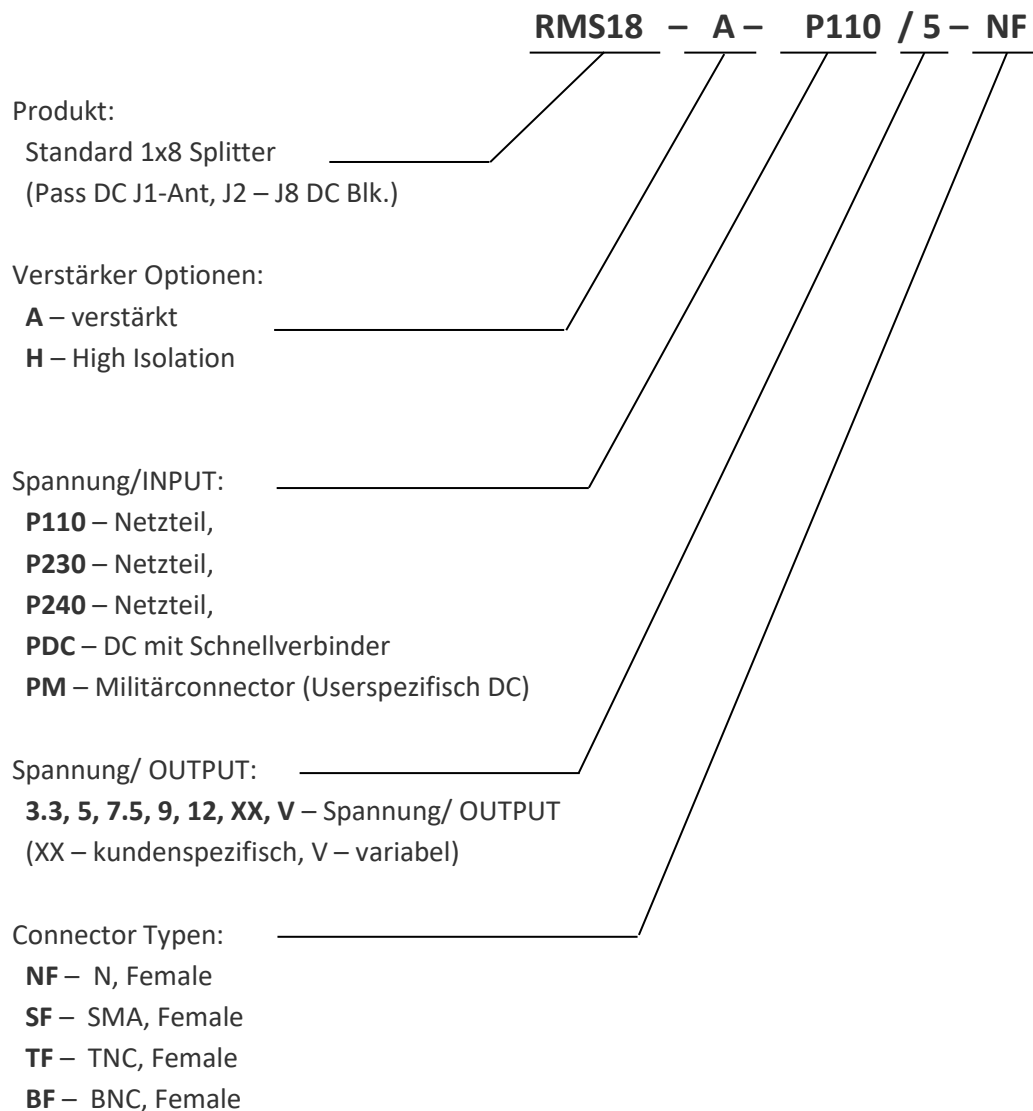 RMS18 – A – P110 / 5 – NF
Produkt:
Standard 1x8 Splitter
(Pass DC J1-Ant, J2 – J8 DC Blk.)
Verstärker Optionen:
A – verstärkt
H – High Isolation
Spannung/INPUT:
P110 – Netzteil,
P230 – Netzteil,
P240 – Netzteil,
PDC – DC mit Schnellverbinder
PM – Militärconnector (Userspezifisch DC)
Spannung/ OUTPUT:
3.3, 5, 7.5, 9, 12, XX, V – Spannung/ OUTPUT
(XX – kundenspezifisch, V – variabel)
Connector Typen:
NF – N, Female
SF – SMA, Female
TF – TNC, Female
BF – BNC, Female